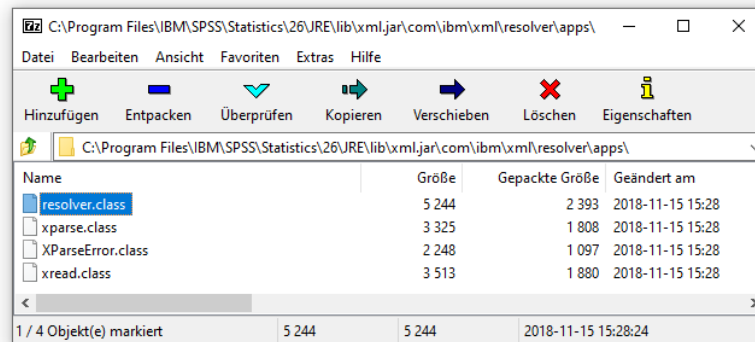 C:\Program Files\IBM\SPSS\Statistics\26\JRE\lib\xml.jar\com\ibm\xml\resolver\apps\
Datei Bearbeiten Ansicht Favoriten Extras Hilfe
Hinzufügen Entpacken Überprüfen Kopieren Verschieben Löschen Eigenschaften
C:\Program Files\IBM\SPSS\Statistics\26\JRE\lib\xml.jar\com\ibm\xml\resolver\apps\
Name Größe Gepackte Größe Geändert am
resolver.class 5 244 2 393 2018-11-15 15:28
xparse.class 3 325 1 808 2018-11-15 15:28
XParseError.class 2 248 1 097 2018-11-15 15:28
xread.class 3 513 1 880 2018-11-15 15:28
1 / 4 Objekt(e) markiert 5 244 5 244 2018-11-15 15:28:24